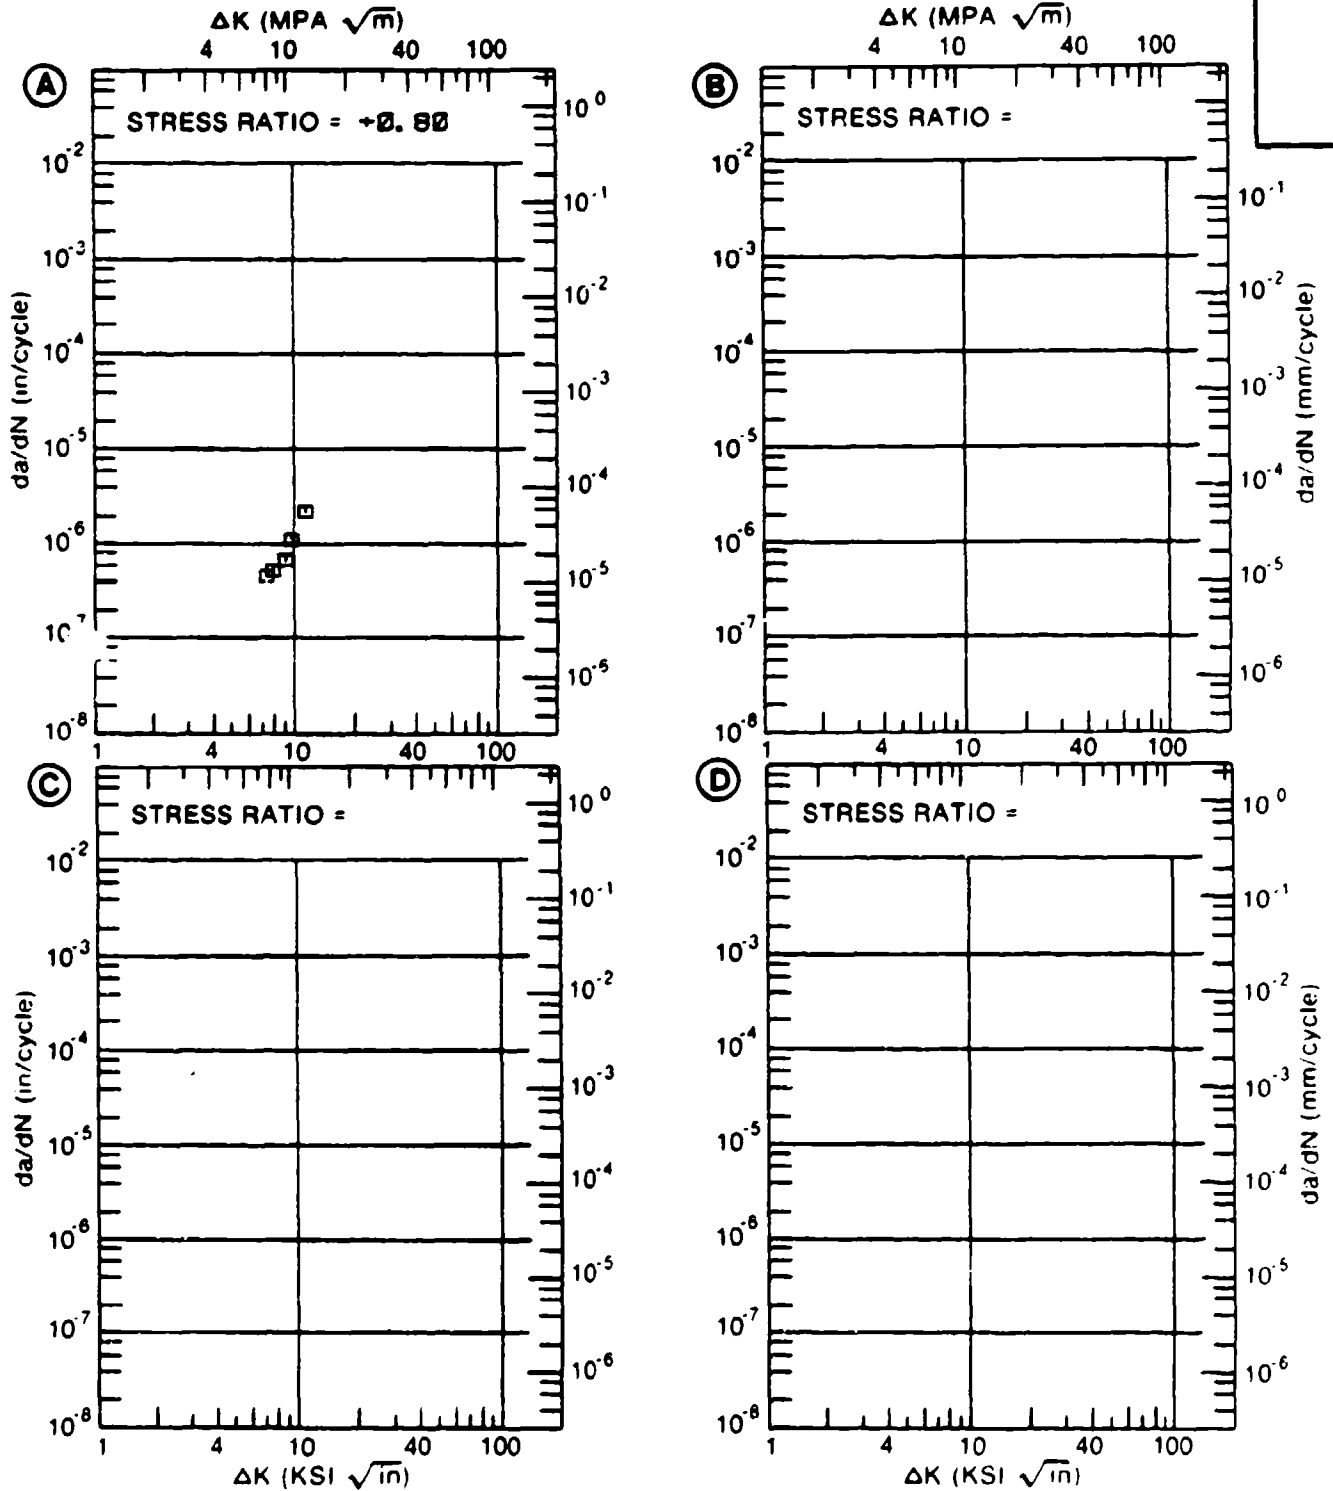 ΔK (MPA √m)
4 10 40 100
A
STRESS RATIO = +0.80
10⁰
10⁻¹
10⁻²
10⁻³
10⁻⁴
10⁻⁵
10⁻⁶
da/dN (in/cycle)
10⁻²
10⁻³
10⁻⁴
10⁻⁵
10⁻⁶
10⁻⁷
10⁻⁸
1 4 10 40 100
ΔK (MPA √m)
4 10 40 100
B
STRESS RATIO =
10⁻²
10⁻³
10⁻⁴
10⁻⁵
10⁻⁶
10⁻⁷
10⁻⁸
10⁻¹
10⁻²
10⁻³
10⁻⁴
10⁻⁵
10⁻⁶
da/dN (mm/cycle)
1 4 10 40 100
C
STRESS RATIO =
da/dN (in/cycle)
10⁻²
10⁻³
10⁻⁴
10⁻⁵
10⁻⁶
10⁻⁷
10⁻⁸
10⁰
10⁻¹
10⁻²
10⁻³
10⁻⁴
10⁻⁵
10⁻⁶
1 4 10 40 100
ΔK (KSI √in)
D
STRESS RATIO =
10⁻²
10⁻³
10⁻⁴
10⁻⁵
10⁻⁶
10⁻⁷
10⁻⁸
10⁰
10⁻¹
10⁻²
10⁻³
10⁻⁴
10⁻⁵
10⁻⁶
da/dN (mm/cycle)
1 4 10 40 100
ΔK (KSI √in)